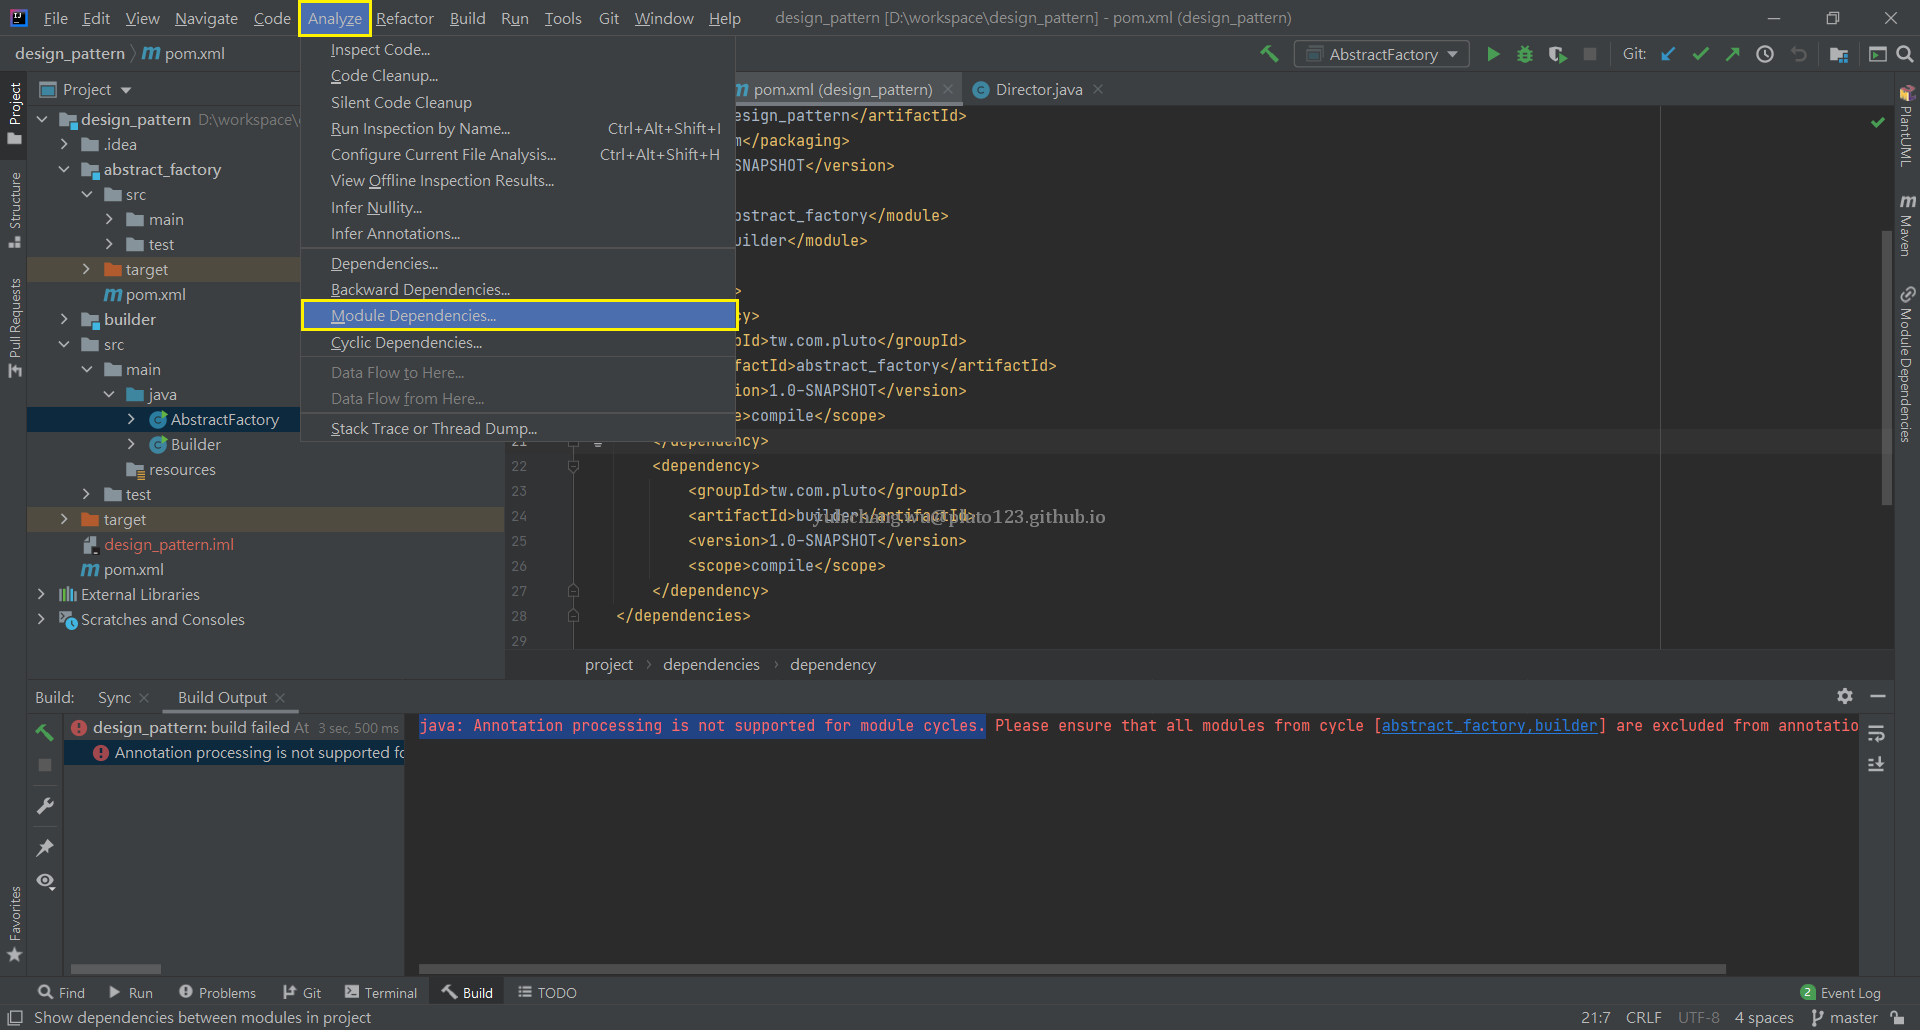 File Edit View Navigate Code Analyze Refactor Build Run Tools Git Window Help design_pattern [D:\workspace\design_pattern] - pom.xml (design_pattern)
design_pattern pom.xml AbstractFactory Git:
Project
Structure
Pull Requests
Favorites
Project
design_pattern D:\workspace\
.idea
abstract_factory
src
main
test
target
pom.xml
builder
src
main
java
AbstractFactory
Builder
resources
test
target
design_pattern.iml
pom.xml
External Libraries
Scratches and Consoles
Inspect Code...
Code Cleanup...
Silent Code Cleanup
Run Inspection by Name... Ctrl+Alt+Shift+I
Configure Current File Analysis... Ctrl+Alt+Shift+H
View Offline Inspection Results...
Infer Nullity...
Infer Annotations...
Dependencies...
Backward Dependencies...
Module Dependencies...
Cyclic Dependencies...
Data Flow to Here...
Data Flow from Here...
Stack Trace or Thread Dump...
pom.xml (design_pattern) Director.java
esign_pattern</artifactId>
</packaging>
SNAPSHOT</version>
bstract_factory</module>
uilder</module>
>
cy>
pId>tw.com.pluto</groupId>
factId>abstract_factory</artifactId>
ion>1.0-SNAPSHOT</version>
e>compile</scope>
21 </dependency>
22 <dependency>
23 <groupId>tw.com.pluto</groupId>
24 <artifactId>builder</artifactId>
yuh.chang.wu@pluto123.github.io
25 <version>1.0-SNAPSHOT</version>
26 <scope>compile</scope>
27 </dependency>
28 </dependencies>
29
project dependencies dependency
PlantUML
Maven
Module Dependencies
Build: Sync Build Output
design_pattern: build failed At 3 sec, 500 ms
Annotation processing is not supported fo
java: Annotation processing is not supported for module cycles. Please ensure that all modules from cycle [abstract_factory,builder] are excluded from annotatio
Find Run Problems Git Terminal Build TODO 2 Event Log
Show dependencies between modules in project 21:7 CRLF UTF-8 4 spaces master